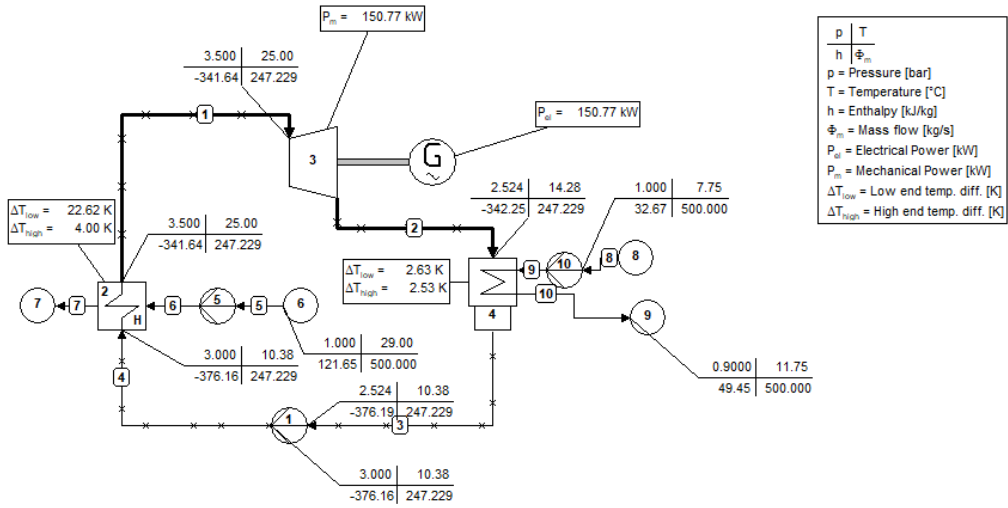 P_m = 150.77 kW
p T
h Φ_m
p = Pressure [bar]
T = Temperature [°C]
h = Enthalpy [kJ/kg]
Φ_m = Mass flow [kg/s]
P_el = Electrical Power [kW]
P_m = Mechanical Power [kW]
ΔT_low = Low end temp. diff. [K]
ΔT_high = High end temp. diff. [K]
3.500 25.00
-341.64 247.229
1
3
G
~
P_el = 150.77 kW
2.524 14.28
-342.25 247.229
1.000 7.75
32.67 500.000
ΔT_low = 22.62 K
ΔT_high = 4.00 K
3.500 25.00
-341.64 247.229
2
ΔT_low = 2.63 K
ΔT_high = 2.53 K
9
10
8
8
10
4
9
7
7
2
H
6
5
5
6
0.9000 11.75
49.45 500.000
1.000 29.00
121.65 500.000
3.000 10.38
-376.16 247.229
4
2.524 10.38
-376.19 247.229
1
3
3.000 10.38
-376.16 247.229